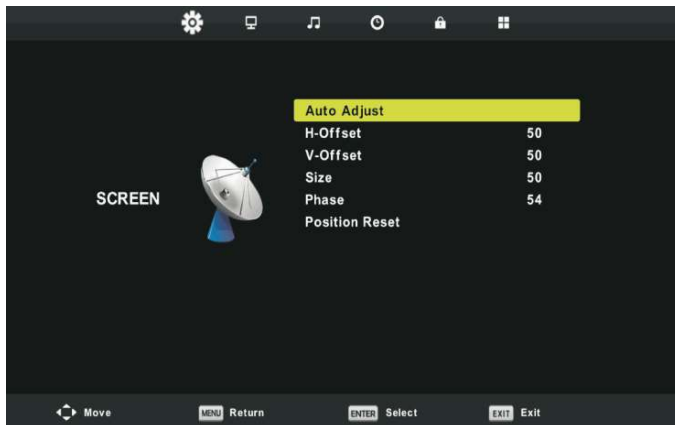 Auto Adjust
H-Offset 50
V-Offset 50
Size 50
SCREEN
Phase 54
Position Reset
Move MENU Return ENTER Select EXIT Exit